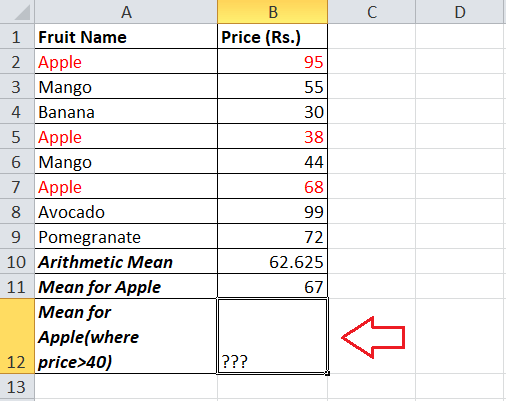 A B C D
1 Fruit Name Price (Rs.)
2 Apple 95
3 Mango 55
4 Banana 30
5 Apple 38
6 Mango 44
7 Apple 68
8 Avocado 99
9 Pomegranate 72
10 Arithmetic Mean 62.625
11 Mean for Apple 67
Mean for
Apple(where
12 price>40) ???
13